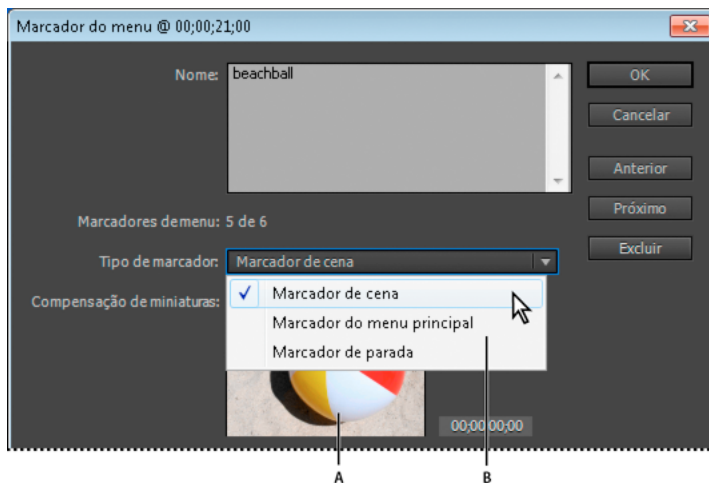 Marcador do menu @ 00;00;21;00
Nome: beachball
OK
Cancelar
Anterior
Próximo
Excluir
Marcadores de menu: 5 de 6
Tipo de marcador: Marcador de cena
Compensação de miniaturas:
Marcador de cena
Marcador do menu principal
Marcador de parada
00;00;00;00
A B